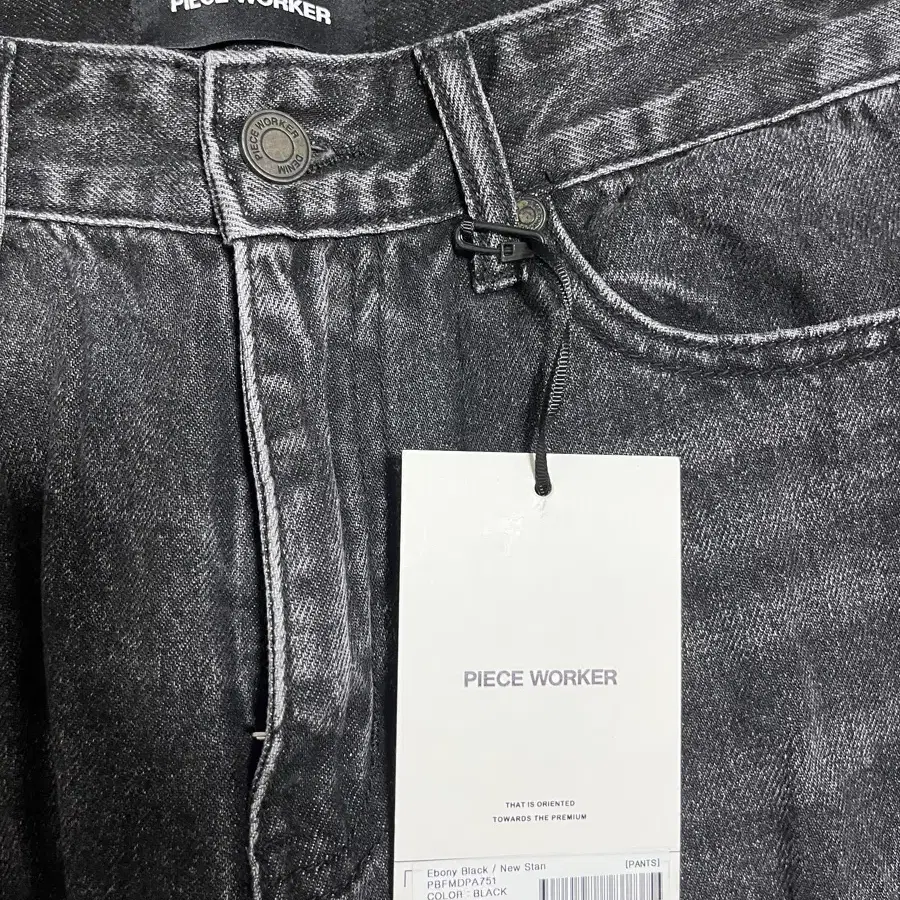 PIECE WORKER
PIECE WORKER
DENIM
PIECE WORKER
THAT IS ORIENTED
TOWARDS THE PREMIUM
Ebony Black / New Stan [PANTS]
PBFMDPA751
COLOR : BLACK